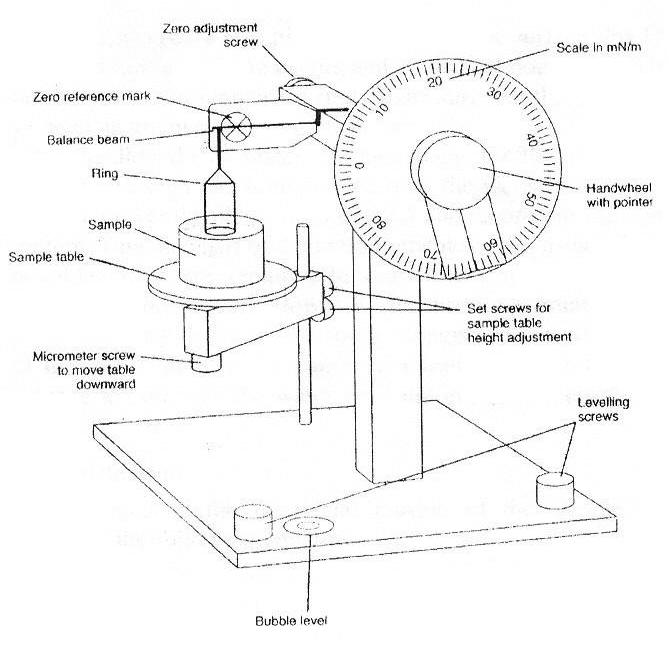 Zero adjustment
screw
Scale in mN/m
Zero reference mark
Balance beam
Ring
Sample
Sample table
0
10
20
30
40
50
60
70
80
Handwheel
with pointer
Set screws for
sample table
height adjustment
Micrometer screw
to move table
downward
Levelling
screws
Bubble level